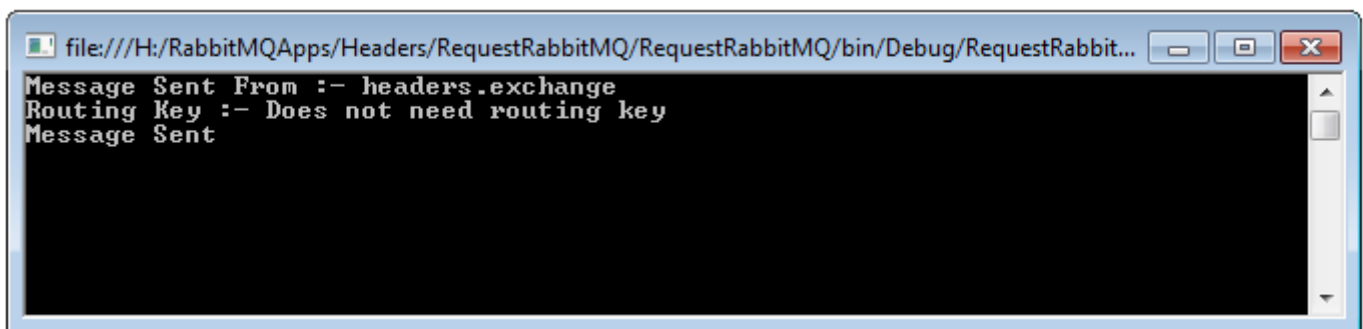 file:///H:/RabbitMQApps/Headers/RequestRabbitMQ/RequestRabbitMQ/bin/Debug/RequestRabbit...
Message Sent From :- headers.exchange
Routing Key :- Does not need routing key
Message Sent